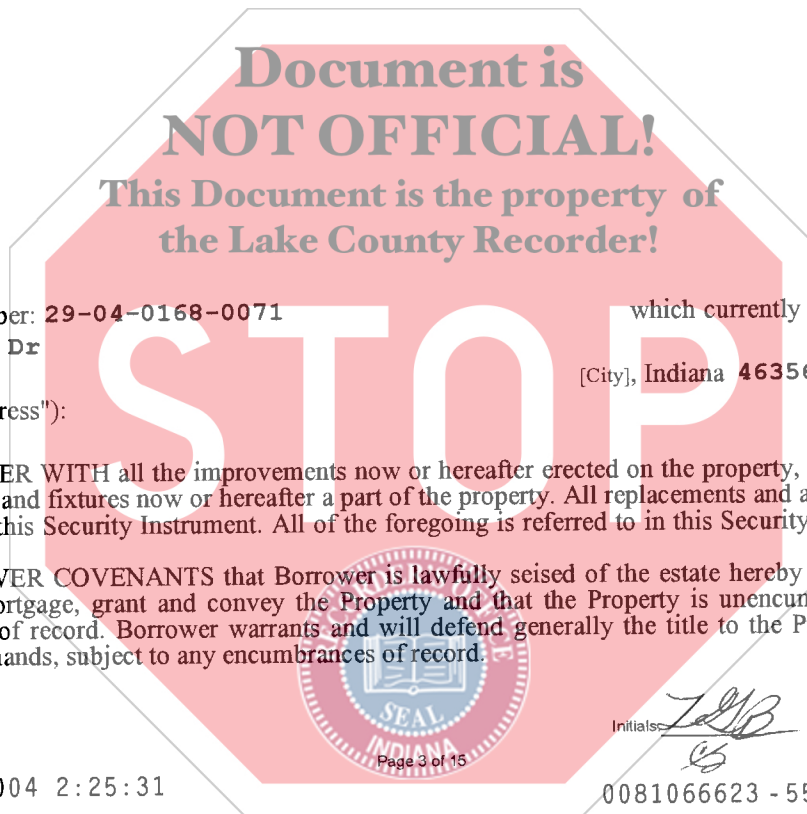 Document is
NOT OFFICIAL!
This Document is the property of
the Lake County Recorder!
ber: 29-04-0168-0071 which currently
Dr
[City], Indiana 46356
ress"):
STOP
ER WITH all the improvements now or hereafter erected on the property,
and fixtures now or hereafter a part of the property. All replacements and a
this Security Instrument. All of the foregoing is referred to in this Security
VER COVENANTS that Borrower is lawfully seised of the estate hereby
ortgage, grant and convey the Property and that the Property is unencum
of record. Borrower warrants and will defend generally the title to the P
ands, subject to any encumbrances of record.
RECORDER'S OFFICE
SEAL
INDIANA
Initials:
Page 3 of 15
004 2:25:31 0081066623 - 55